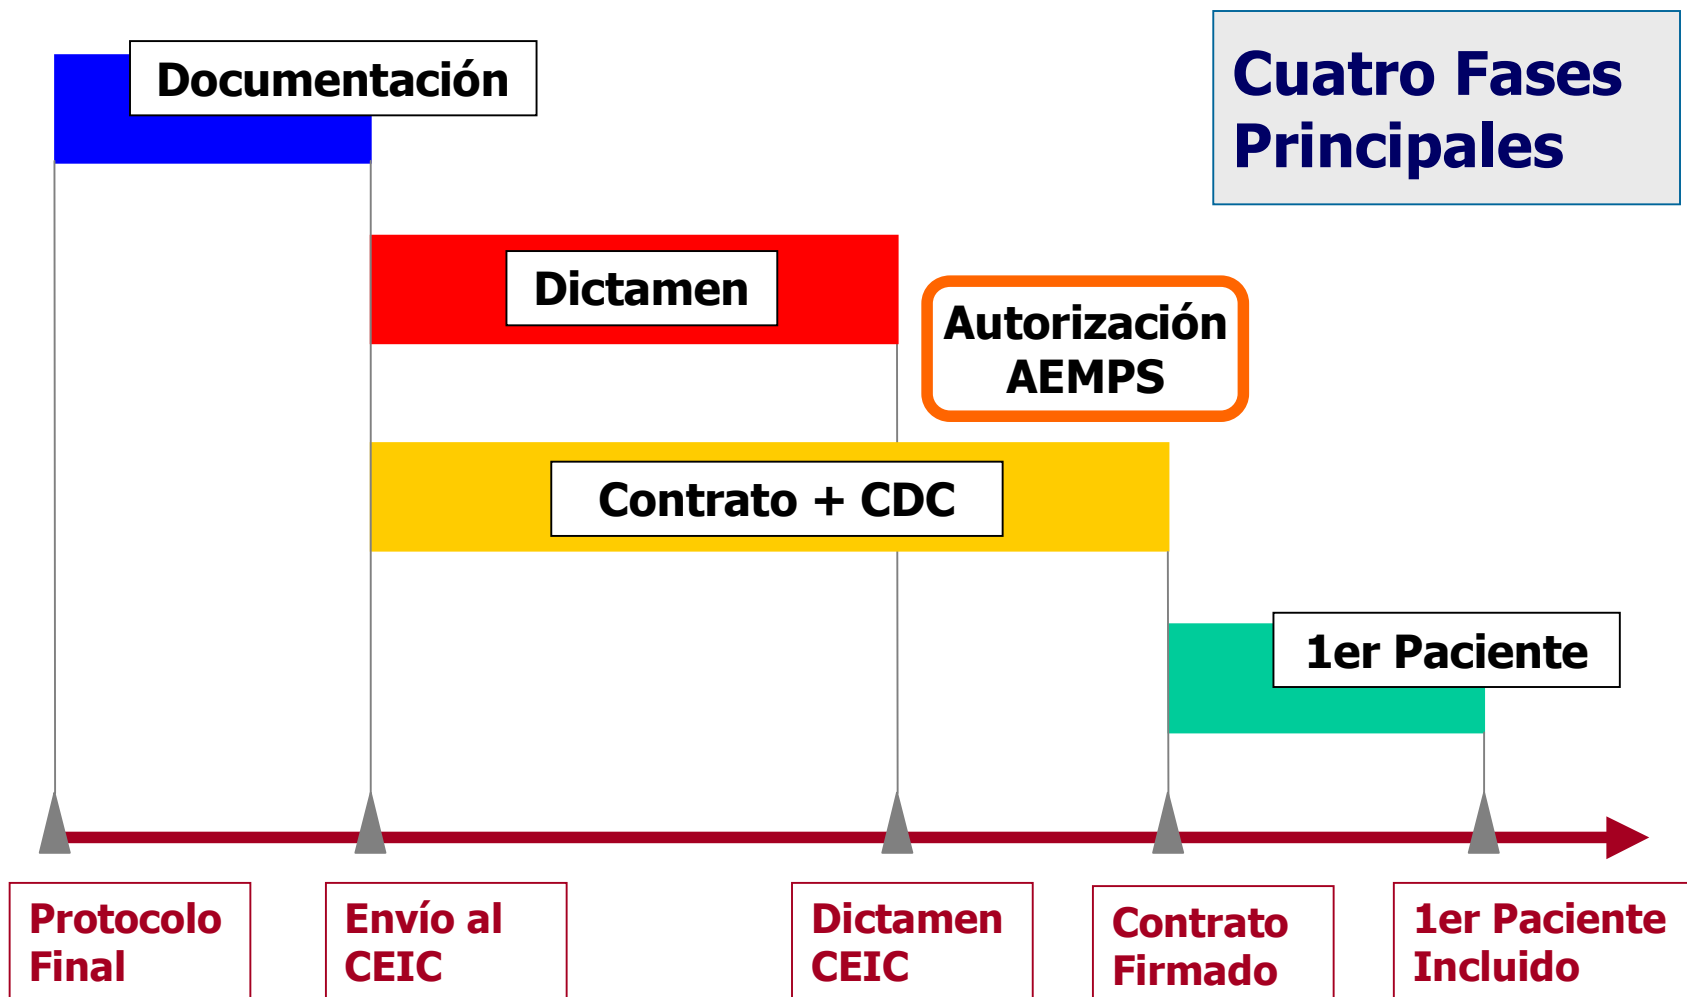 Documentación
Cuatro Fases
Principales
Dictamen
Autorización
AEMPS
Contrato + CDC
1er Paciente
Protocolo
Final
Envío al
CEIC
Dictamen
CEIC
Contrato
Firmado
1er Paciente
Incluido